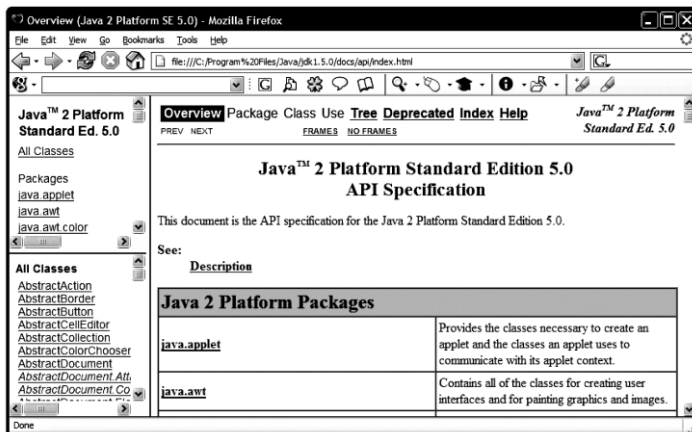 Overview (Java 2 Platform SE 5.0) - Mozilla Firefox
File Edit View Go Bookmarks Tools Help
file:///C:/Program%20Files/Java/jdk1.5.0/docs/api/index.html
Java™ 2 Platform
Standard Ed. 5.0
All Classes
Packages
java.applet
java.awt
java.awt.color
All Classes
AbstractAction
AbstractBorder
AbstractButton
AbstractCellEditor
AbstractCollection
AbstractColorChooser
AbstractDocument
AbstractDocument.Att
AbstractDocument.Co
Overview Package Class Use Tree Deprecated Index Help
PREV NEXT FRAMES NO FRAMES
Java™ 2 Platform
Standard Ed. 5.0
Java™ 2 Platform Standard Edition 5.0
API Specification
This document is the API specification for the Java 2 Platform Standard Edition 5.0.
See:
Description
Java 2 Platform Packages
java.applet
Provides the classes necessary to create an
applet and the classes an applet uses to
communicate with its applet context.
java.awt
Contains all of the classes for creating user
interfaces and for painting graphics and images.
Done